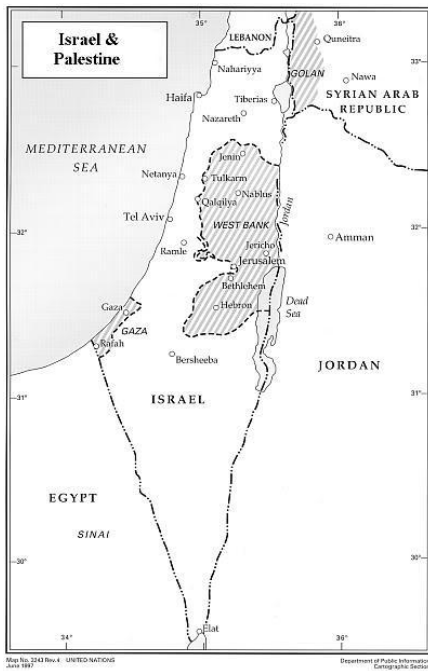 Israel &
Palestine
35
36
LEBANON
Quneitra
33°
33°
Nahariyya
GOLAN
Nawa
Haifa
Tiberias
SYRIAN ARAB
REPUBLIC
Nazareth
MEDITERRANEAN
SEA
Jenin
Netanya
Tulkarm
Nablus
Qalqilya
Tel Aviv
WEST BANK
Jordan
32°
32°
Amman
Ramle
Jericho
Jerusalem
Bethlehem
Dead
Sea
Hebron
Gaza
GAZA
Rafah
Bersheeba
JORDAN
ISRAEL
31°
31°
EGYPT
SINAI
30°
30°
Elat
34°
36°
Map No. 3243 Rev.4 UNITED NATIONS
June 1997
Department of Public Information
Cartographic Section